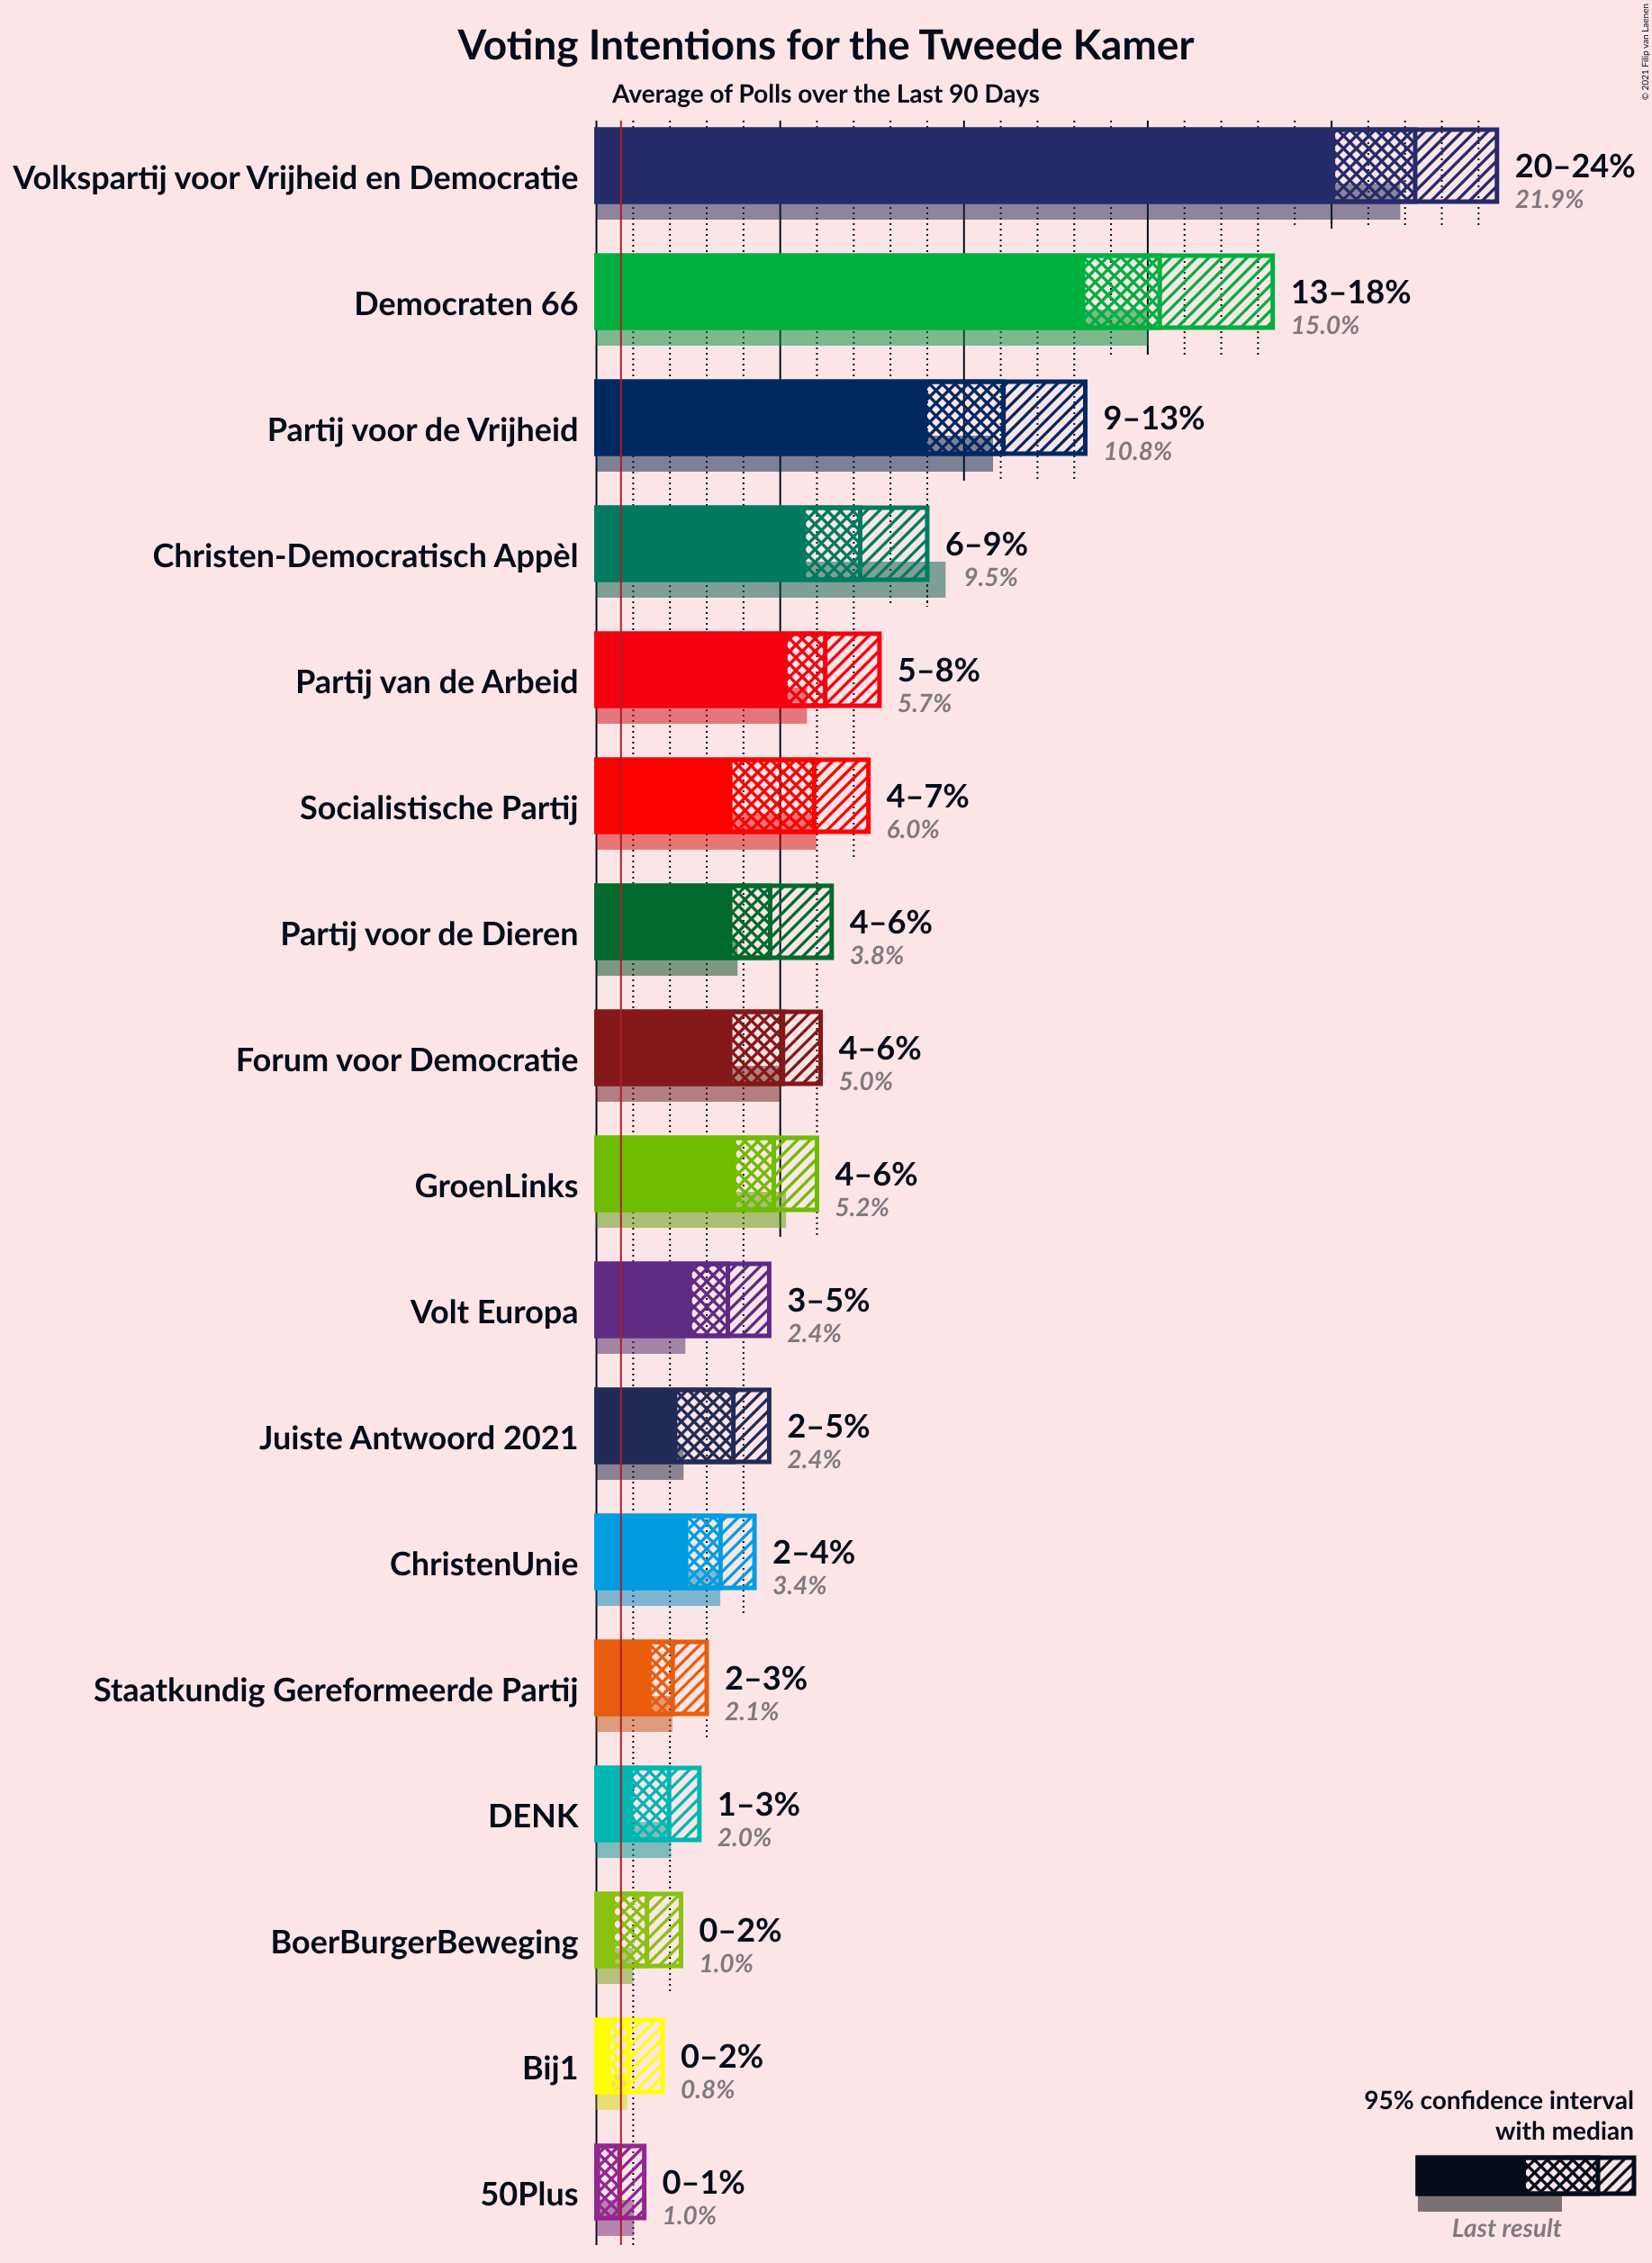 © 2021 Filip van Laenen
Voting Intentions for the Tweede Kamer
Average of Polls over the Last 90 Days
Volkspartij voor Vrijheid en Democratie
20–24%
21.9%
Democraten 66
13–18%
15.0%
Partij voor de Vrijheid
9–13%
10.8%
Christen-Democratisch Appèl
6–9%
9.5%
Partij van de Arbeid
5–8%
5.7%
Socialistische Partij
4–7%
6.0%
Partij voor de Dieren
4–6%
3.8%
Forum voor Democratie
4–6%
5.0%
GroenLinks
4–6%
5.2%
Volt Europa
3–5%
2.4%
Juiste Antwoord 2021
2–5%
2.4%
ChristenUnie
2–4%
3.4%
Staatkundig Gereformeerde Partij
2–3%
2.1%
DENK
1–3%
2.0%
BoerBurgerBeweging
0–2%
1.0%
Bij1
0–2%
0.8%
50Plus
0–1%
1.0%
95% confidence interval
with median
Last result